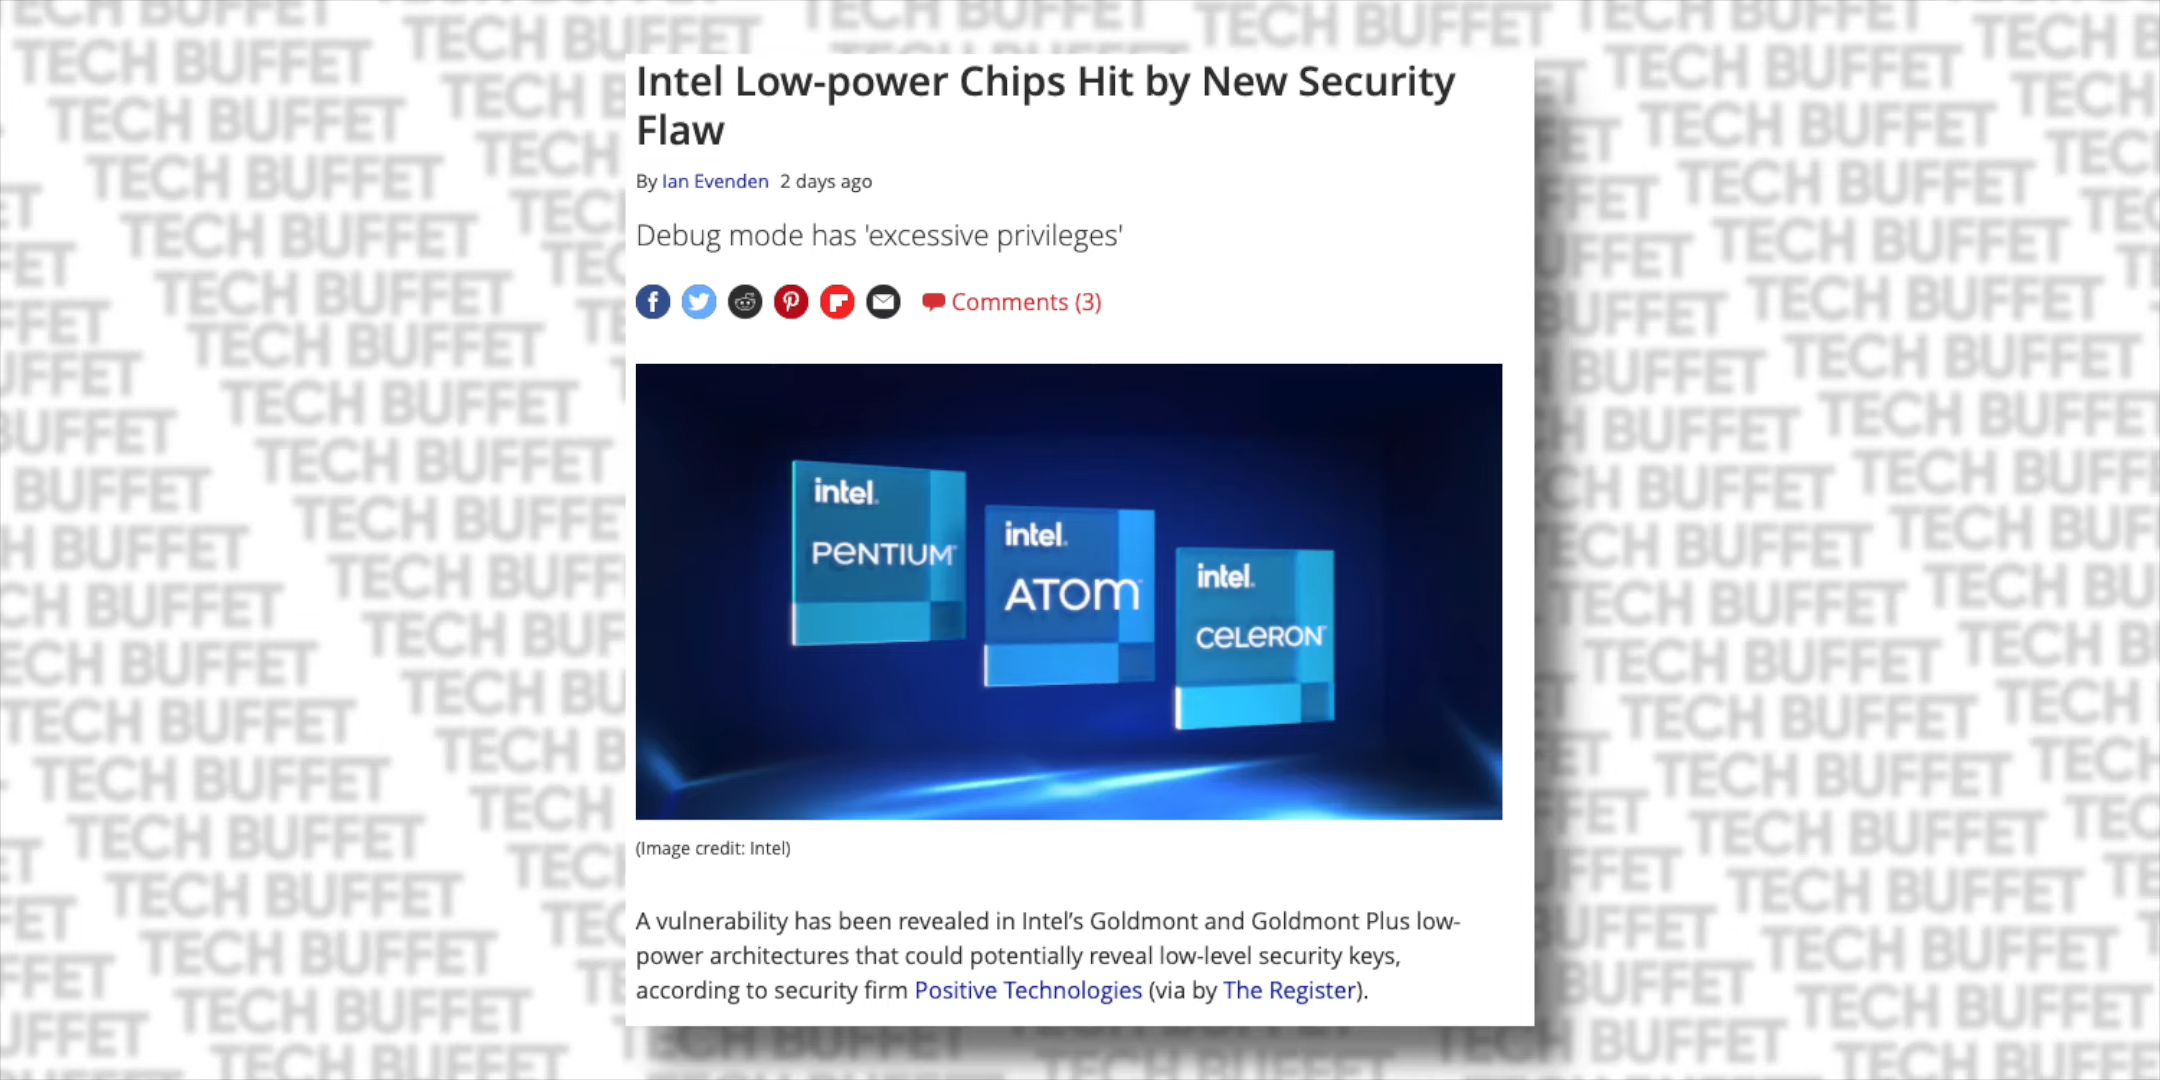 Intel Low-power Chips Hit by New Security
Flaw
By Ian Evenden 2 days ago
Debug mode has 'excessive privileges'
Comments (3)
intel.
PENTIUM
intel.
ATOM
intel.
CELERON
(Image credit: Intel)
A vulnerability has been revealed in Intel’s Goldmont and Goldmont Plus low-
power architectures that could potentially reveal low-level security keys,
according to security firm Positive Technologies (via by The Register).
TECH BUFFET